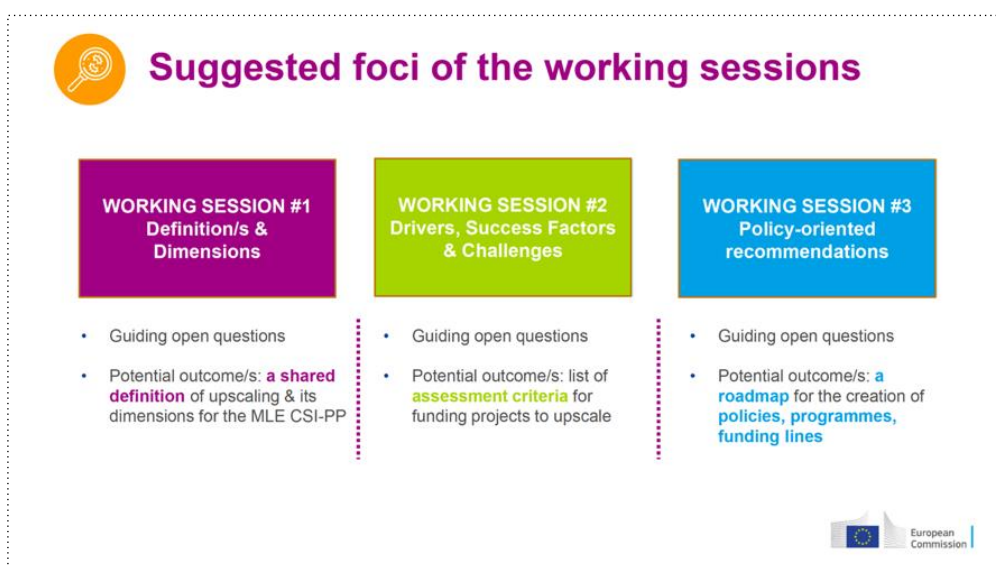 Suggested foci of the working sessions
WORKING SESSION #1
Definition/s &
Dimensions
• Guiding open questions
• Potential outcome/s: a shared
definition of upscaling & its
dimensions for the MLE CSI-PP
WORKING SESSION #2
Drivers, Success Factors
& Challenges
• Guiding open questions
• Potential outcome/s: list of
assessment criteria for
funding projects to upscale
WORKING SESSION #3
Policy-oriented
recommendations
• Guiding open questions
• Potential outcome/s: a
roadmap for the creation of
policies, programmes,
funding lines
European
Commission